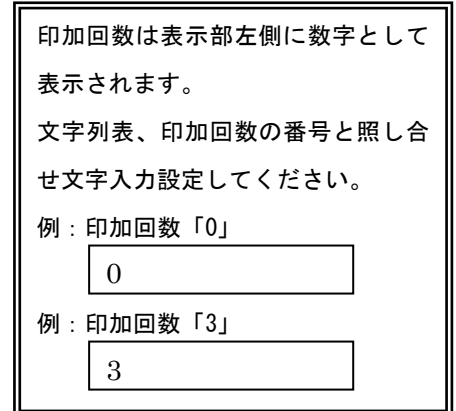 印加回数は表示部左側に数字として
表示されます。
文字列表、印加回数の番号と照し合
せ文字入力設定してください。
例：印加回数「0」
0
例：印加回数「3」
3